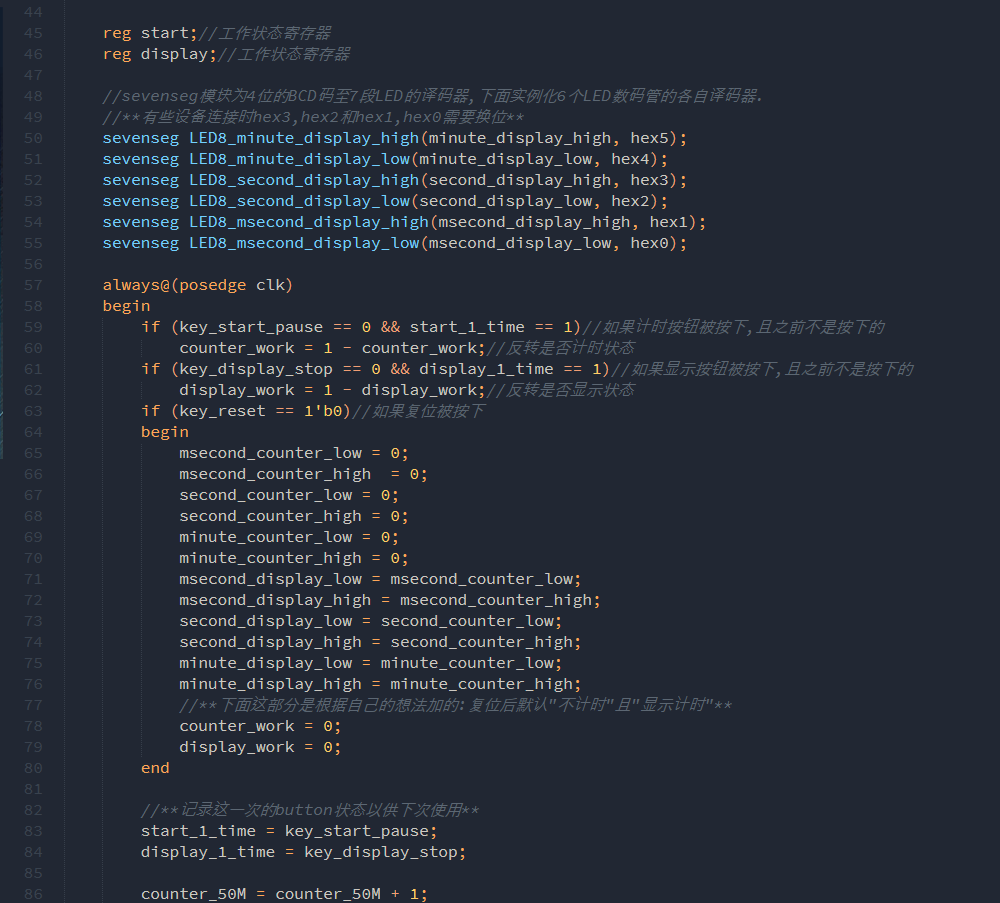 44
45 reg start;//工作状态寄存器
46 reg display;//工作状态寄存器
47
48 //sevenseg模块为4位的BCD码至7段LED的译码器,下面实例化6个LED数码管的各自译码器.
49 //**有些设备连接时hex3,hex2和hex1,hex0需要换位**
50 sevenseg LED8_minute_display_high(minute_display_high, hex5);
51 sevenseg LED8_minute_display_low(minute_display_low, hex4);
52 sevenseg LED8_second_display_high(second_display_high, hex3);
53 sevenseg LED8_second_display_low(second_display_low, hex2);
54 sevenseg LED8_msecond_display_high(msecond_display_high, hex1);
55 sevenseg LED8_msecond_display_low(msecond_display_low, hex0);
56
57 always@(posedge clk)
58 begin
59 if (key_start_pause == 0 && start_1_time == 1)//如果计时按钮被按下,且之前不是按下的
60 counter_work = 1 - counter_work;//反转是否计时状态
61 if (key_display_stop == 0 && display_1_time == 1)//如果显示按钮被按下,且之前不是按下的
62 display_work = 1 - display_work;//反转是否显示状态
63 if (key_reset == 1'b0)//如果复位被按下
64 begin
65 msecond_counter_low = 0;
66 msecond_counter_high  = 0;
67 second_counter_low = 0;
68 second_counter_high = 0;
69 minute_counter_low = 0;
70 minute_counter_high = 0;
71 msecond_display_low = msecond_counter_low;
72 msecond_display_high = msecond_counter_high;
73 second_display_low = second_counter_low;
74 second_display_high = second_counter_high;
75 minute_display_low = minute_counter_low;
76 minute_display_high = minute_counter_high;
77 //**下面这部分是根据自己的想法加的:复位后默认"不计时"且"显示计时"**
78 counter_work = 0;
79 display_work = 0;
80 end
81
82 //**记录这一次的button状态以供下次使用**
83 start_1_time = key_start_pause;
84 display_1_time = key_display_stop;
85
86 counter_50M = counter_50M + 1;